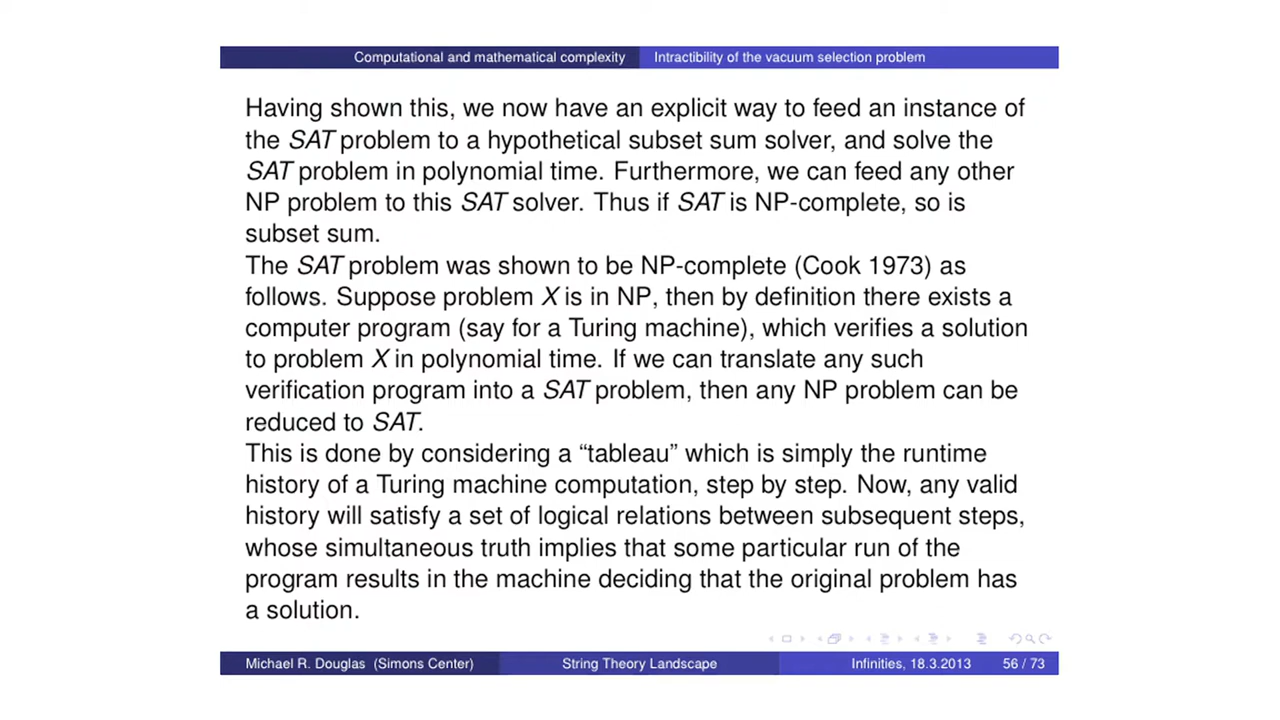 Computational and mathematical complexity Intractibility of the vacuum selection problem
Having shown this, we now have an explicit way to feed an instance of
the SAT problem to a hypothetical subset sum solver, and solve the
SAT problem in polynomial time. Furthermore, we can feed any other
NP problem to this SAT solver. Thus if SAT is NP-complete, so is
subset sum.
The SAT problem was shown to be NP-complete (Cook 1973) as
follows. Suppose problem X is in NP, then by definition there exists a
computer program (say for a Turing machine), which verifies a solution
to problem X in polynomial time. If we can translate any such
verification program into a SAT problem, then any NP problem can be
reduced to SAT.
This is done by considering a “tableau” which is simply the runtime
history of a Turing machine computation, step by step. Now, any valid
history will satisfy a set of logical relations between subsequent steps,
whose simultaneous truth implies that some particular run of the
program results in the machine deciding that the original problem has
a solution.
Michael R. Douglas (Simons Center) String Theory Landscape Infinities, 18.3.2013 56 / 73